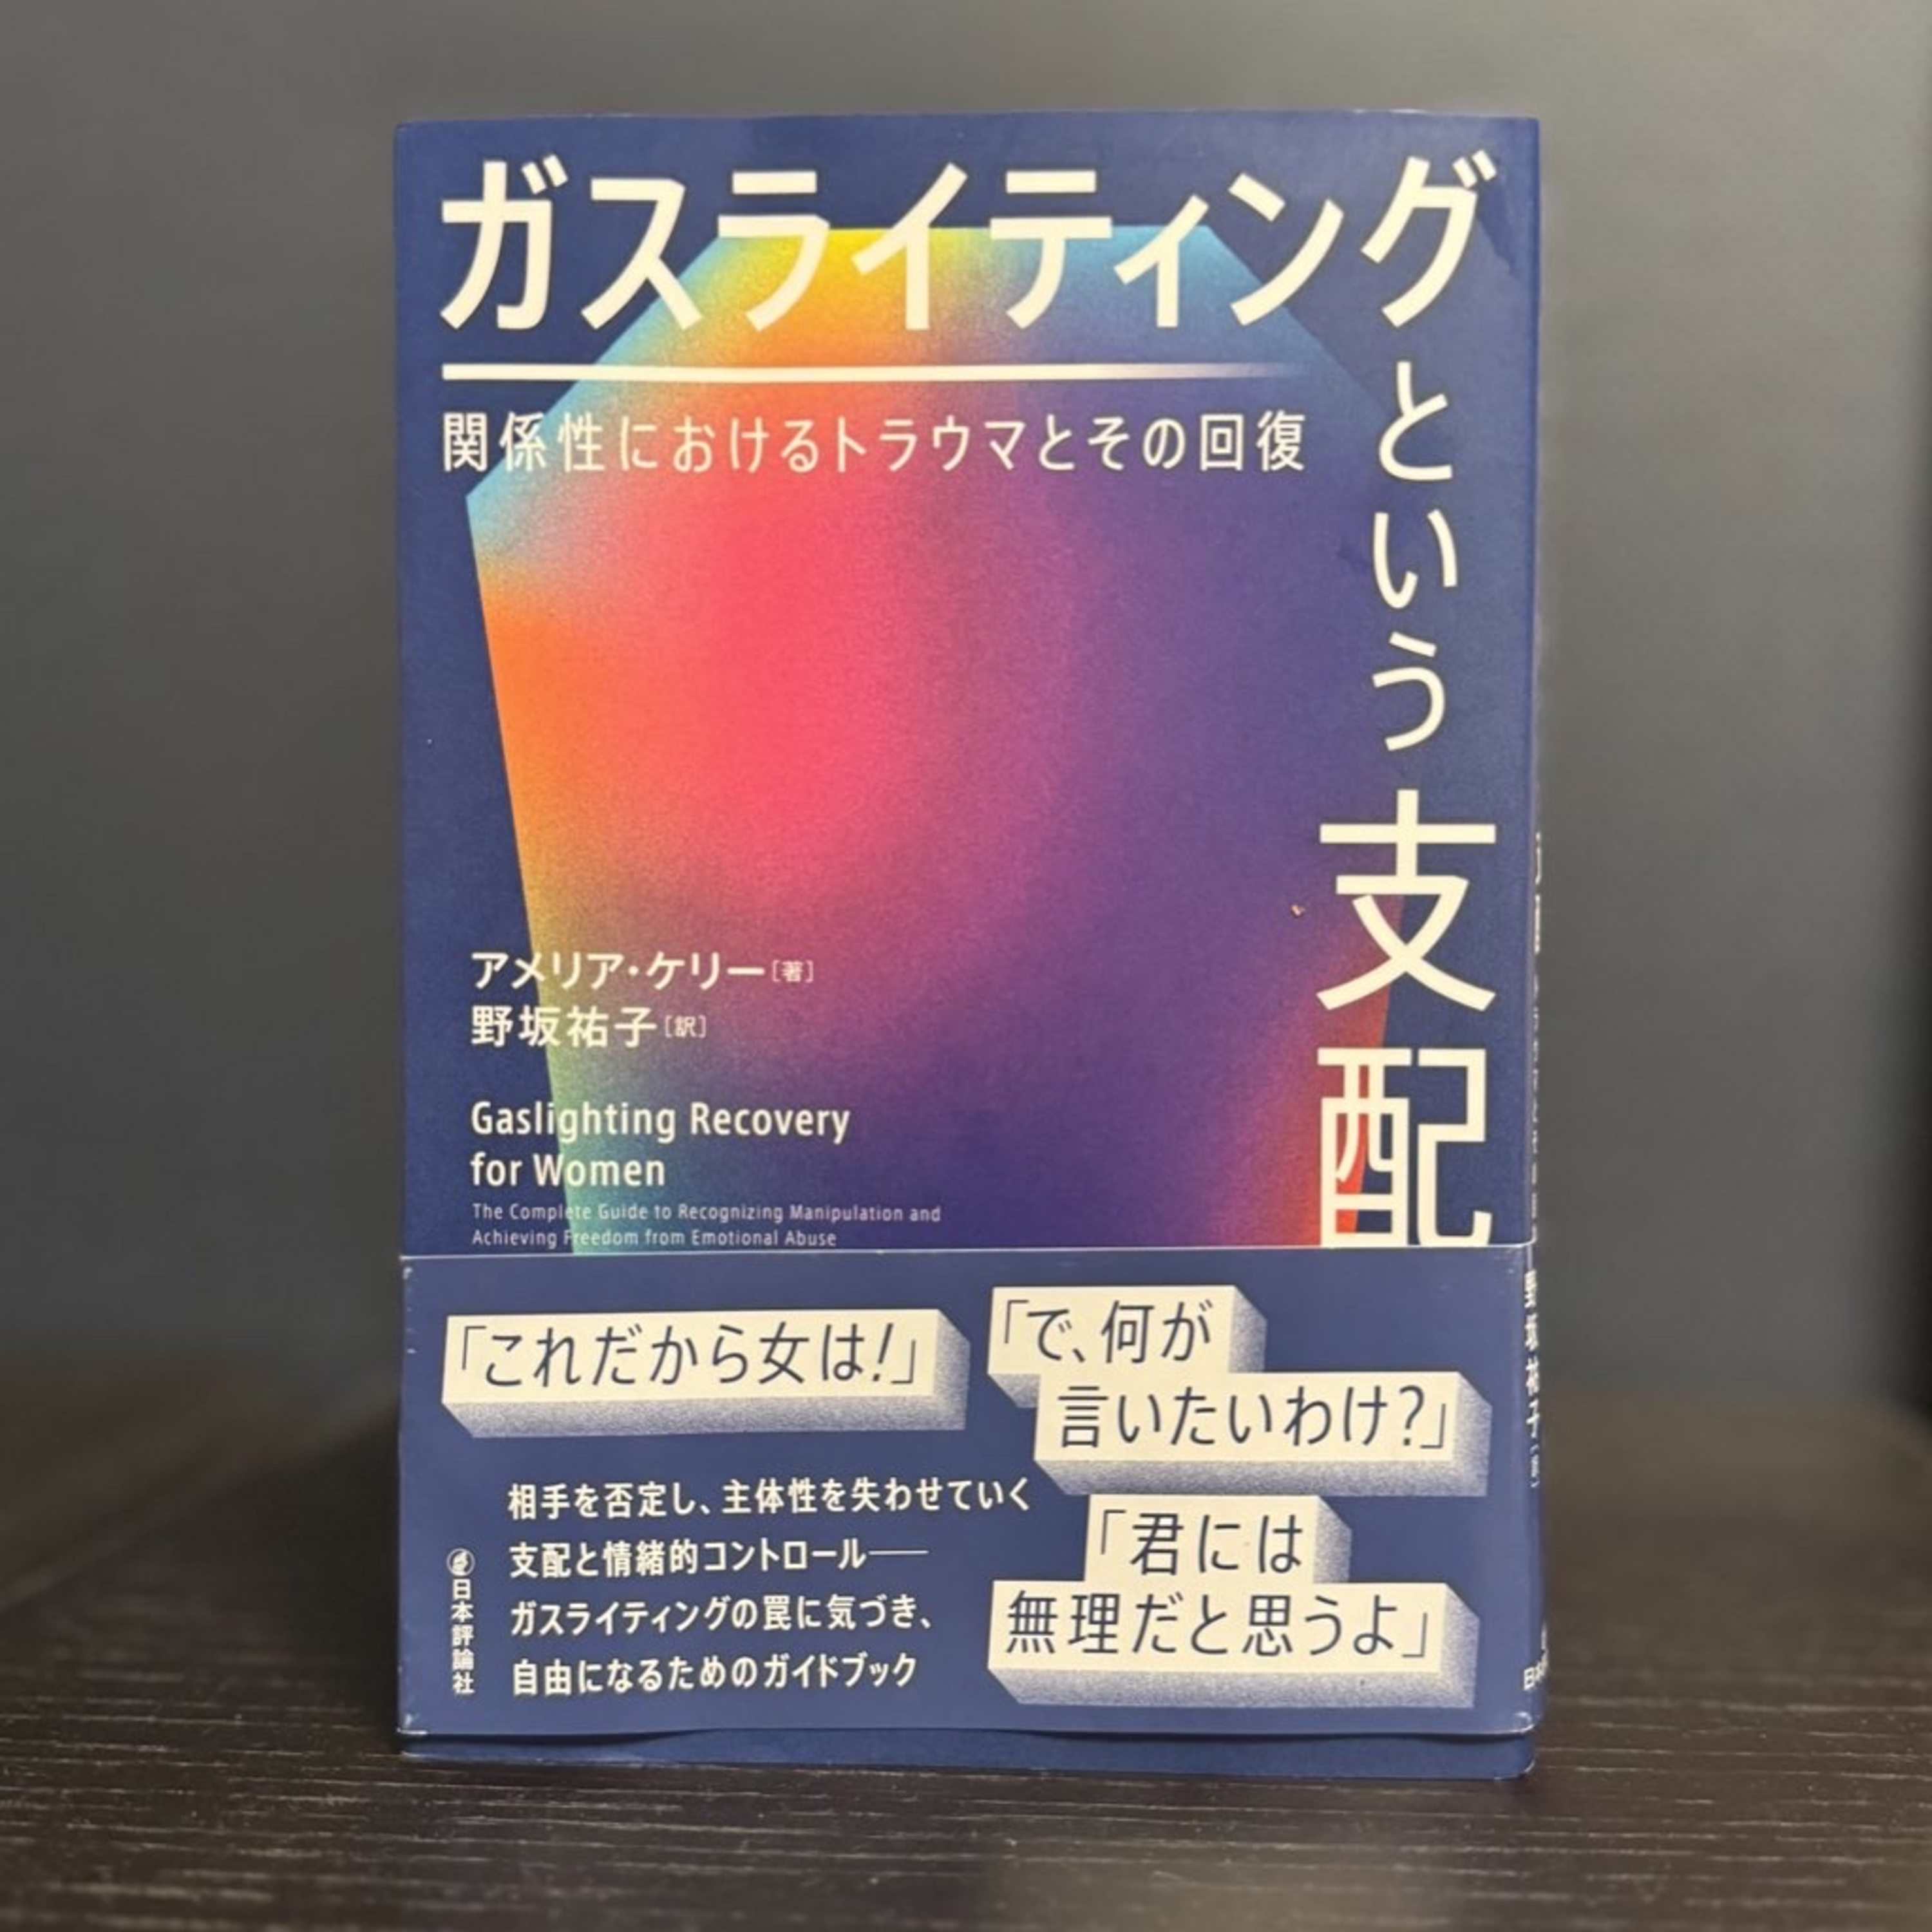 ガスライティング
という支配
関係性におけるトラウマとその回復
アメリア・ケリー[著]
野坂祐子[訳]
Gaslighting Recovery
for Women
The Complete Guide to Recognizing Manipulation and
Achieving Freedom from Emotional Abuse
「これだから女は!」
「で、何が
言いたいわけ?」
「君には
無理だと思うよ」
相手を否定し、主体性を失わせていく
支配と情緒的コントロール――
ガスライティングの罠に気づき、
自由になるためのガイドブック
日本評論社
野坂祐子